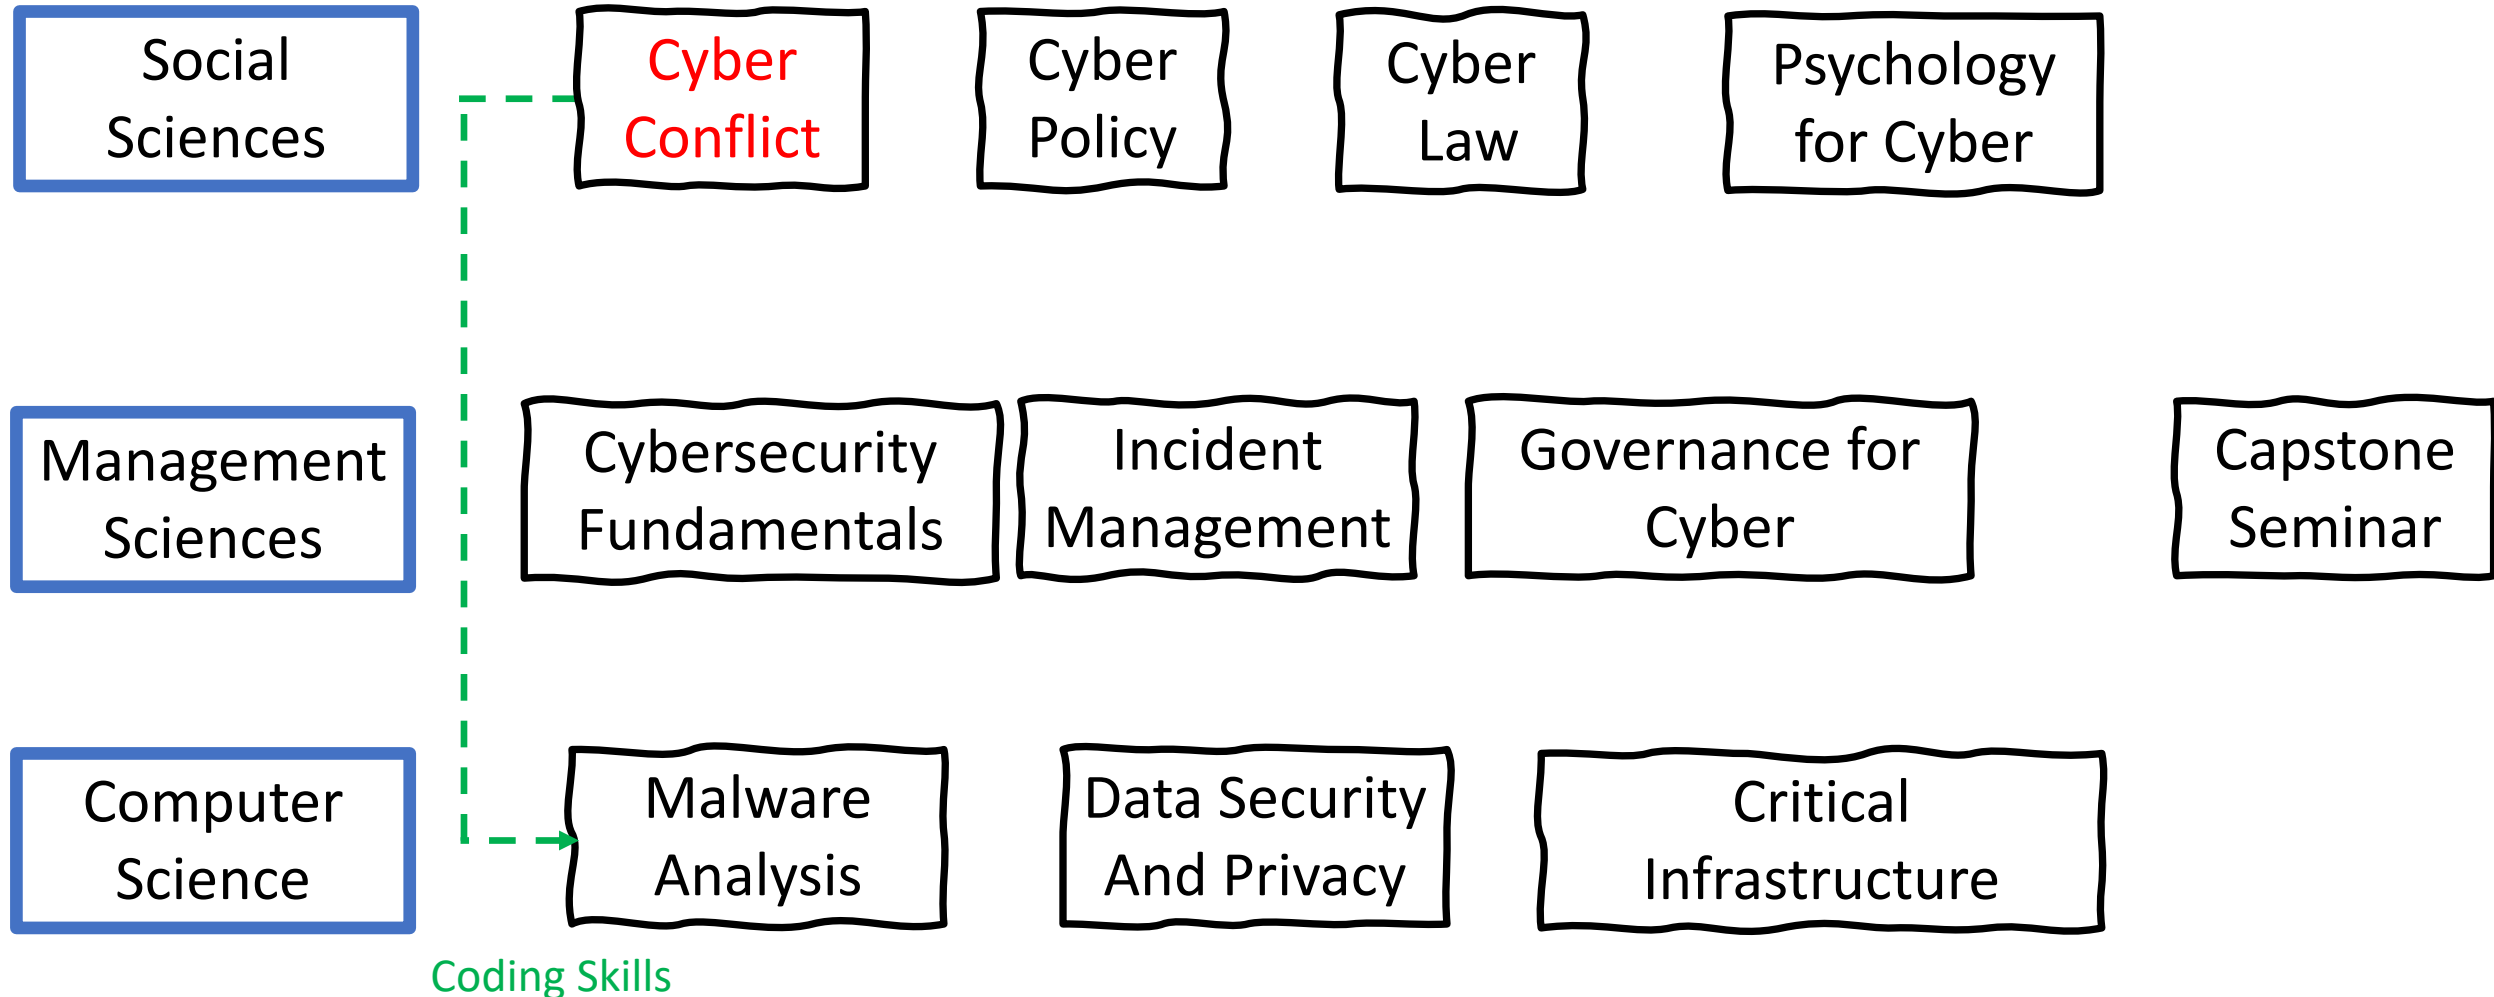 Social
Sciences
Cyber
Conflict
Cyber
Policy
Cyber
Law
Psychology
for Cyber
Management
Sciences
Cybersecurity
Fundamentals
Incident
Management
Governance for
Cyber
Capstone
Seminar
Computer
Science
Malware
Analysis
Data Security
And Privacy
Critical
Infrastructure
Coding Skills